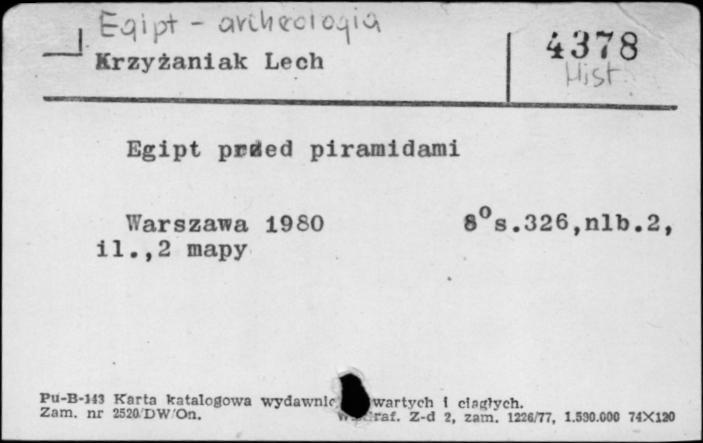 Egipt - archeologia
Krzyżaniak Lech
4378
Hist.
Egipt przed piramidami
Warszawa 1980 8° s.326,nlb.2,
il.,2 mapy
Pu-B-143 Karta katalogowa wydawnic wartych i ciągłych.
Zam. nr 2520/DW/On. raf. Z-d 2, zam. 1226/77, 1.530.000 74X120